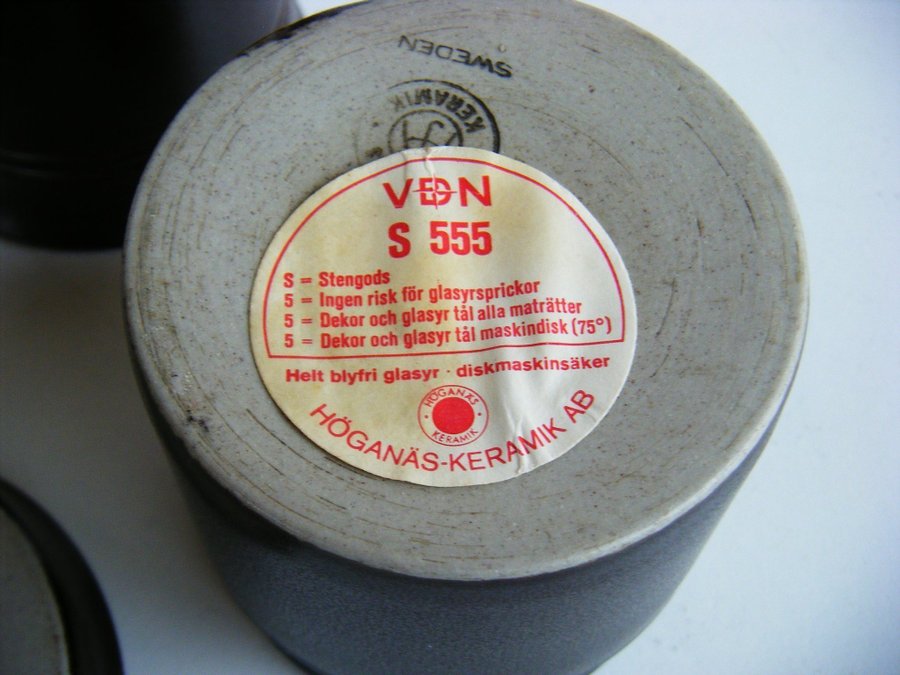 SWEDEN
KERAMIK
VDN
S 555
S = Stengods
5 = Ingen risk för glasyrsprickor
5 = Dekor och glasyr tål alla maträtter
5 = Dekor och glasyr tål maskindisk (75°)
Helt blyfri glasyr · diskmaskinsäker
HÖGANÄS
KERAMIK
HÖGANÄS-KERAMIK AB